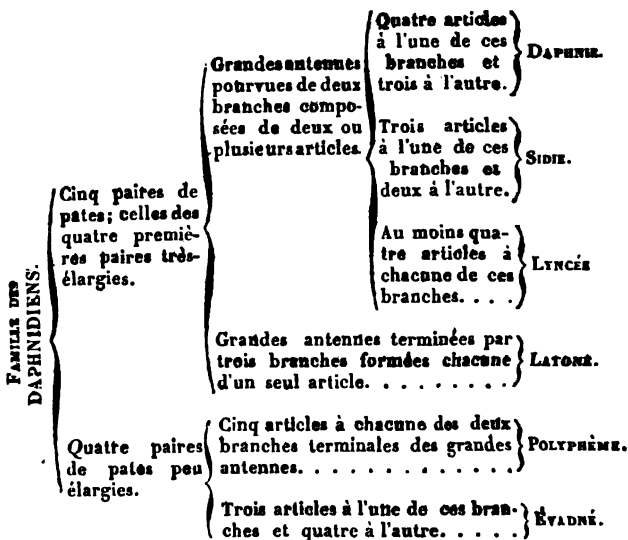 FAMILLE DES
DAPHNIDIENS.
Cinq paires de
pates; celles des
quatre premiè-
res paires très-
élargies.
Grandes antennes
pourvues de deux
branches compo-
sées de deux ou
plusieurs articles.
Quatre articles
à l'une de ces
branches et
trois à l'autre.
DAPHNIE.
Trois articles
à l'une de ces
branches et
deux à l'autre.
SIDIE.
Au moins qua-
tre articles à
chacune de ces
branches. . . .
LYNCÉE
Grandes antennes terminées par
trois branches formées chacune
d'un seul article. . . . . . . . .
LATONE.
Quatre paires
de pates peu
élargies.
Cinq articles à chacune des deux
branches terminales des grandes
antennes. . . . . . . . . . . . .
POLYPHÈME.
Trois articles à l'une de ces bran-
ches et quatre à l'autre. . . . .
ÉVADNÉ.